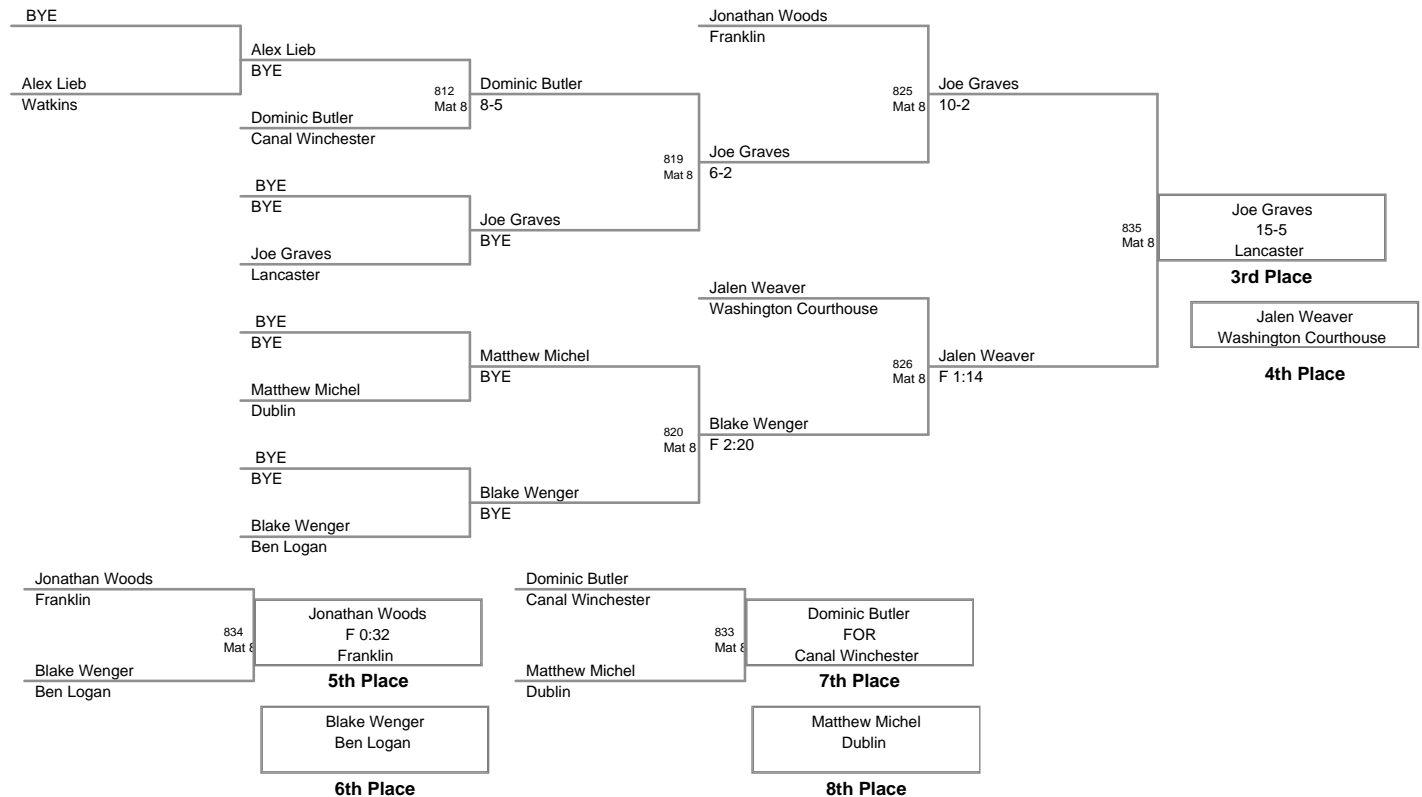 BYE
Alex Lieb
Watkins
Alex Lieb
BYE
Dominic Butler
Canal Winchester
812
Mat 8
Dominic Butler
8-5
BYE
BYE
Joe Graves
Lancaster
Joe Graves
BYE
819
Mat 8
Joe Graves
6-2
Jonathan Woods
Franklin
825
Mat 8
Joe Graves
10-2
BYE
BYE
Matthew Michel
Dublin
Matthew Michel
BYE
BYE
BYE
Blake Wenger
Ben Logan
Blake Wenger
BYE
820
Mat 8
Blake Wenger
F 2:20
Jalen Weaver
Washington Courthouse
826
Mat 8
Jalen Weaver
F 1:14
835
Mat 8
Joe Graves
15-5
Lancaster
3rd Place
Jalen Weaver
Washington Courthouse
4th Place
Jonathan Woods
Franklin
Blake Wenger
Ben Logan
834
Mat 8
Jonathan Woods
F 0:32
Franklin
5th Place
Blake Wenger
Ben Logan
6th Place
Dominic Butler
Canal Winchester
Matthew Michel
Dublin
833
Mat 8
Dominic Butler
FOR
Canal Winchester
7th Place
Matthew Michel
Dublin
8th Place